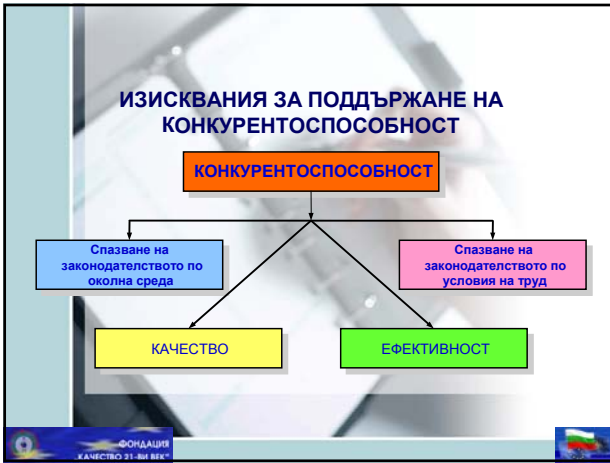 ИЗИСКВАНИЯ ЗА ПОДДЪРЖАНЕ НА
КОНКУРЕНТОСПОСОБНОСТ
КОНКУРЕНТОСПОСОБНОСТ
Спазване на
законодателството по
околна среда
Спазване на
законодателството по
условия на труд
КАЧЕСТВО
ЕФЕКТИВНОСТ
ФОНДАЦИЯ
"КАЧЕСТВО 21-ВИ ВЕК"